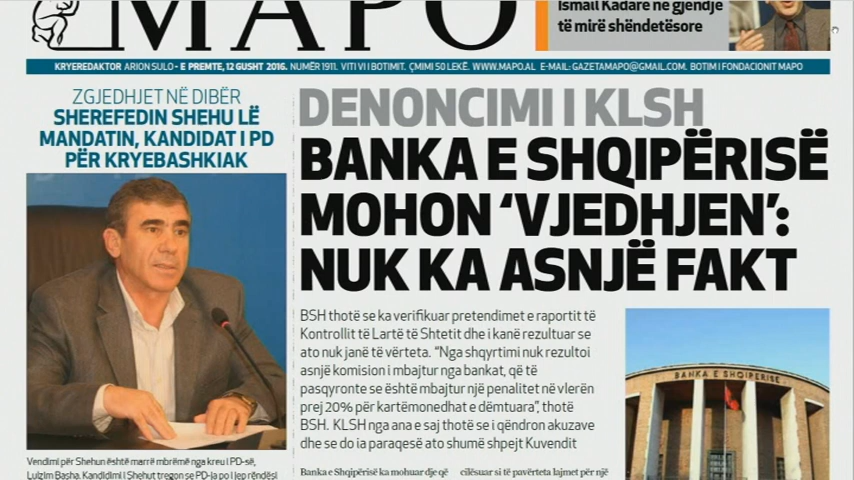 MAPO
Ismail Kadare në gjendje
të mirë shëndetësore
KRYEREDAKTOR ARION SULO - E PREMTE, 12 GUSHT 2016. NUMËR 1911. VITI VI I BOTIMIT. ÇMIMI 50 LEKË. WWW.MAPO.AL E-MAIL: GAZETAMAPO@GMAIL.COM. BOTIM I FONDACIONIT MAPO
ZGJEDHJET NË DIBËR
SHEREFEDIN SHEHU LË
MANDATIN, KANDIDAT I PD
PËR KRYEBASHKIAK
Vendimi për Shehun është marrë mbrëmë nga kreu i PD-së,
Lulzim Basha. Kandidimi i Shehut tregon se PD-ja po i jep rëndësi
DENONCIMI I KLSH
BANKA E SHQIPËRISË
MOHON ‘VJEDHJEN’:
NUK KA ASNJË FAKT
BSH thotë se ka verifikuar pretendimet e raportit të
Kontrollit të Lartë të Shtetit dhe i kanë rezultuar se
ato nuk janë të vërteta. “Nga shqyrtimi nuk rezultoi
asnjë komision i mbajtur nga bankat, që të
pasqyronte se është mbajtur një penalitet në vlerën
prej 20% për kartëmonedhat e dëmtuara”, thotë
BSH. KLSH nga ana e saj thotë se i qëndron akuzave
dhe se do ia paraqesë ato shumë shpejt Kuvendit
BANKA E SHQIPERISE
Banka e Shqipërisë ka mohuar dje që
cilësuar si të pavërteta lajmet për një